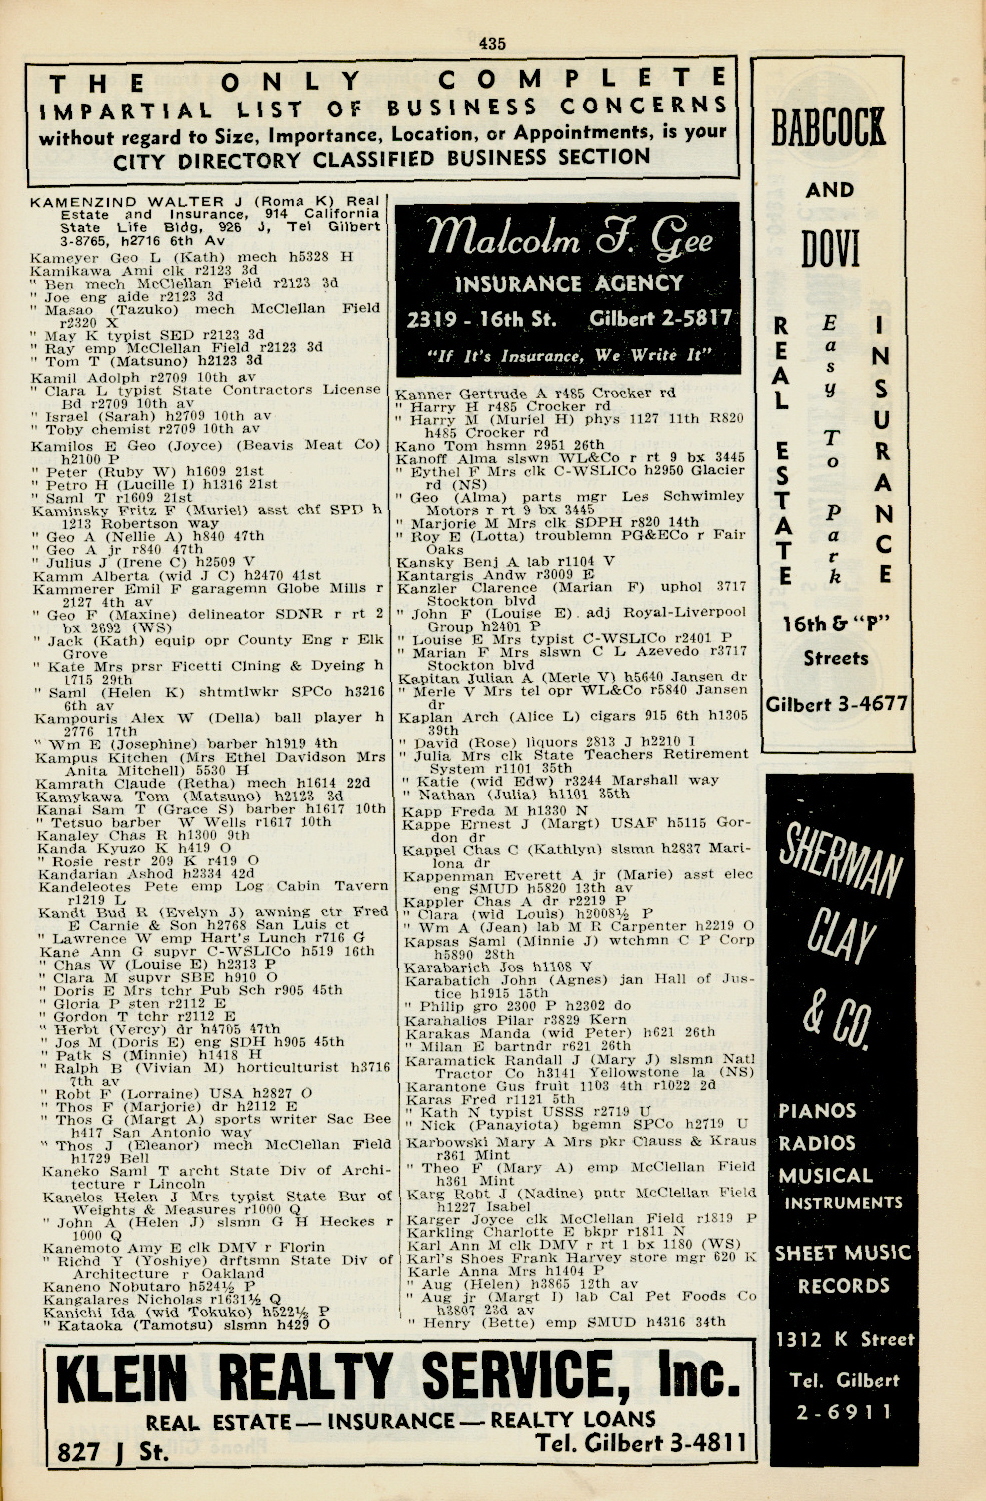 435
THE ONLY COMPLETE
IMPARTIAL LIST OF BUSINESS CONCERNS
without regard to Size, Importance, Location, or Appointments, is your
CITY DIRECTORY CLASSIFIED BUSINESS SECTION
KAMENZIND WALTER J (Roma K) Real
Estate and Insurance, 914 California
State Life Bldg, 926 J, Tel Gilbert
3-8765, h2716 6th Av
Kameyer Geo L (Kath) mech h5328 H
Kamikawa Ami clk r2123 3d
" Ben mech McClellan Field r2123 3d
" Joe eng aide r2123 3d
" Masao (Tazuko) mech McClellan Field
r2320 X
" May K typist SED r2123 3d
" Ray emp McClellan Field r2123 3d
" Tom T (Matsuno) h2123 3d
Kamil Adolph r2709 10th av
" Clara L typist State Contractors License
Bd r2709 10th av
" Israel (Sarah) h2709 10th av
" Toby chemist r2709 10th av
Kamilos E Geo (Joyce) (Beavis Meat Co)
h2100 P
" Peter (Ruby W) h1609 21st
" Petro H (Lucille I) h1316 21st
" Saml T r1609 21st
Kaminsky Fritz F (Muriel) asst chf SPD h
1213 Robertson way
" Geo A (Nellie A) h840 47th
" Geo A jr r840 47th
" Julius J (Irene C) h2509 V
Kamm Alberta (wid J C) h2470 41st
Kammerer Emil F garagemn Globe Mills r
2127 4th av
" Geo F (Maxine) delineator SDNR r rt 2
bx 2692 (WS)
" Jack (Kath) equip opr County Eng r Elk
Grove
" Kate Mrs prsr Ficetti Clning & Dyeing h
1715 29th
" Saml (Helen K) shtmtlwkr SPCo h3216
6th av
Kampouris Alex W (Della) ball player h
2776 17th
" Wm E (Josephine) barber h1919 4th
Kampus Kitchen (Mrs Ethel Davidson Mrs
Anita Mitchell) 5530 H
Kamrath Claude (Retha) mech h1614 22d
Kamykawa Tom (Matsuno) h2123 3d
Kanai Sam T (Grace S) barber h1617 10th
" Tetsuo barber W Wells r1617 10th
Kanaley Chas R h1300 9th
Kanda Kyuzo K h419 O
" Rosie restr 209 K r419 O
Kandarian Ashod h2334 42d
Kandeleotes Pete emp Log Cabin Tavern
r1219 L
Kandt Bud R (Evelyn J) awning ctr Fred
E Carnie & Son h2768 San Luis ct
" Lawrence W emp Hart's Lunch r716 G
Kane Ann G supvr C-WSLICo h519 16th
" Chas W (Louise E) h2313 P
" Clara M supvr SBE h910 O
" Doris E Mrs tchr Pub Sch r905 45th
" Gloria P sten r2112 E
" Gordon T tchr r2112 E
" Herbt (Vercy) dr h4705 47th
" Jos M (Doris E) eng SDH h905 45th
" Patk S (Minnie) h1418 H
" Ralph B (Vivian M) horticulturist h3716
7th av
" Robt F (Lorraine) USA h2827 O
" Thos F (Marjorie) dr h2112 E
" Thos G (Margt A) sports writer Sac Bee
h417 San Antonio way
" Thos J (Eleanor) mech McClellan Field
h1729 Bell
Kaneko Saml T archt State Div of Archi-
tecture r Lincoln
Kanelos Helen J Mrs typist State Bur of
Weights & Measures r1000 Q
" John A (Helen J) slsmn G H Heckes r
1000 Q
Kanemoto Amy E clk DMV r Florin
" Richd Y (Yoshiye) drftsmn State Div of
Architecture r Oakland
Kaneno Nobutaro h524½ P
Kangalares Nicholas r1631½ Q
Kanichi Ida (wid Tokuko) h522½ P
" Kataoka (Tamotsu) slsmn h429 O
Malcolm F. Gee
INSURANCE AGENCY
2319 - 16th St. Gilbert 2-5817
"If It's Insurance, We Write It"
Kanner Gertrude A r485 Crocker rd
" Harry H r485 Crocker rd
" Harry M (Muriel H) phys 1127 11th R820
h485 Crocker rd
Kano Tom hsmn 2951 26th
Kanoff Alma slswn WL&Co r rt 9 bx 3445
" Eythel F Mrs clk C-WSLICo h2950 Glacier
rd (NS)
" Geo (Alma) parts mgr Les Schwimley
Motors r rt 9 bx 3445
" Marjorie M Mrs clk SDPH r820 14th
" Roy E (Lotta) troublemn PG&ECo r Fair
Oaks
Kansky Benj A lab r1104 V
Kantargis Andw r3009 E
Kanzler Clarence (Marian F) uphol 3717
Stockton blvd
" John F (Louise E) adj Royal-Liverpool
Group h2401 P
" Louise E Mrs typist C-WSLICo r2401 P
" Marian F Mrs slswn C L Azevedo r3717
Stockton blvd
Kapitan Julian A (Merle V) h5640 Jansen dr
" Merle V Mrs tel opr WL&Co r5840 Jansen
dr
Kaplan Arch (Alice L) cigars 915 6th h1305
39th
" David (Rose) liquors 2813 J h2210 I
" Julia Mrs clk State Teachers Retirement
System r1101 35th
" Katie (wid Edw) r3244 Marshall way
" Nathan (Julia) h1101 35th
Kapp Freda M h1330 N
Kappe Ernest J (Margt) USAF h5115 Gor-
don dr
Kappel Chas C (Kathlyn) slsmn h2837 Mari-
lona dr
Kappenman Everett A jr (Marie) asst elec
eng SMUD h5820 13th av
Kappler Chas A dr r2219 P
" Clara (wid Louis) h2008½ P
" Wm A (Jean) lab M R Carpenter h2219 O
Kapsas Saml (Minnie J) wtchmn C P Corp
h5890 28th
Karabarich Jos h1108 V
Karabatich John (Agnes) jan Hall of Jus-
tice h1915 15th
" Philip gro 2300 P h2302 do
Karahalios Pilar r3829 Kern
Karakas Manda (wid Peter) h621 26th
" Milan E bartndr r621 26th
Karamatick Randall J (Mary J) slsmn Natl
Tractor Co h3141 Yellowstone la (NS)
Karantone Gus fruit 1103 4th r1022 2d
Karas Fred r1121 5th
" Kath N typist USSS r2719 U
" Nick (Panayiota) bgemn SPCo h2719 U
Karbowski Mary A Mrs pkr Clauss & Kraus
r361 Mint
" Theo F (Mary A) emp McClellan Field
h361 Mint
Karg Robt J (Nadine) pntr McClellan Field
h1227 Isabel
Karger Joyce clk McClellan Field r1819 P
Karkling Charlotte E bkpr r1811 N
Karl Ann M clk DMV r rt 1 bx 1180 (WS)
Karl's Shoes Frank Harvey store mgr 620 K
Karle Anna Mrs h1404 P
" Aug (Helen) h3865 12th av
" Aug jr (Margt I) lab Cal Pet Foods Co
h3807 23d av
" Henry (Bette) emp SMUD h4316 34th
BABCOCK
AND
DOVI
REAL ESTATE
Easy To Park
INSURANCE
16th & "P"
Streets
Gilbert 3-4677
SHERMAN
CLAY
& CO.
PIANOS
RADIOS
MUSICAL
INSTRUMENTS
SHEET MUSIC
RECORDS
1312 K Street
Tel. Gilbert
2-6911
KLEIN REALTY SERVICE, Inc.
REAL ESTATE — INSURANCE — REALTY LOANS
827 J St. Tel. Gilbert 3-4811